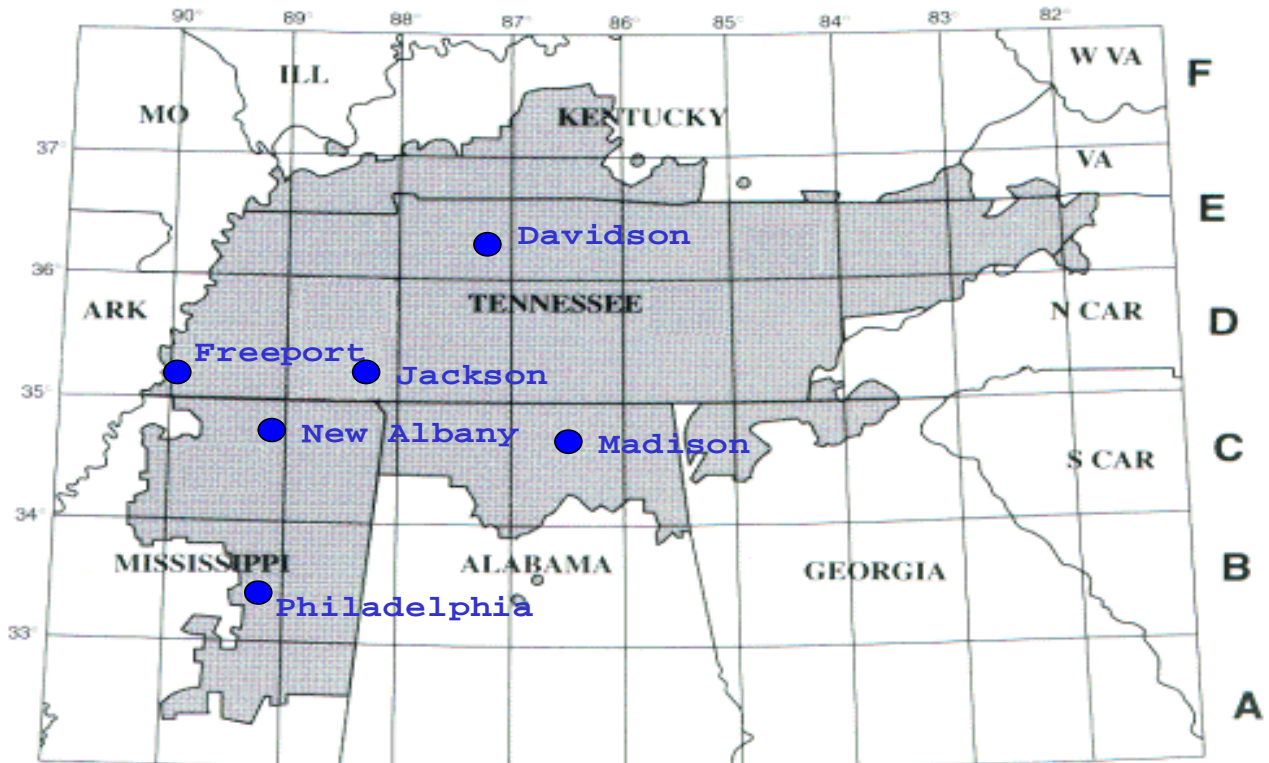 90° 89° 88° 87° 86° 84° 83° 82°
W VA
F
ILL
MO
KENTUCKY
37°
VA
E
Davidson
36°
TENNESSEE
ARK
N CAR
D
Freeport
Jackson
35°
New Albany
Madison
C
S CAR
34°
MISSISSIPPI
ALABAMA
GEORGIA
B
Philadelphia
33°
A